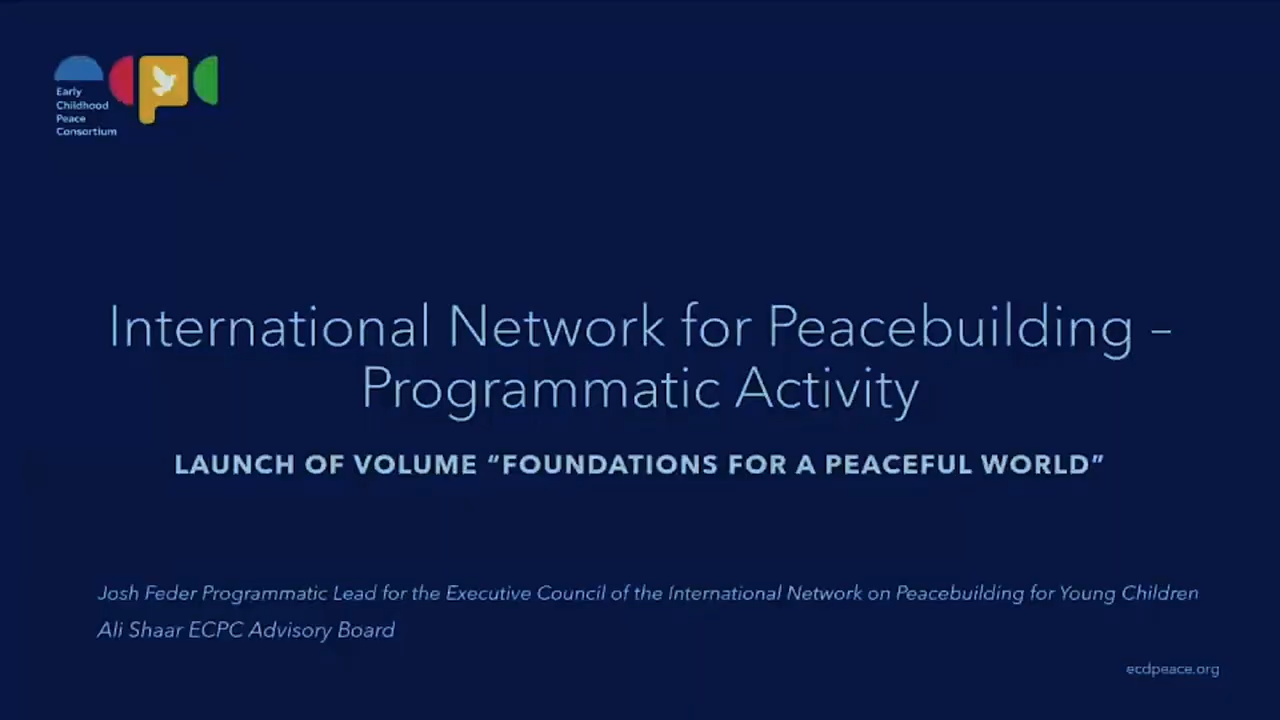 Early
Childhood
Peace
Consortium
International Network for Peacebuilding –
Programmatic Activity
LAUNCH OF VOLUME “FOUNDATIONS FOR A PEACEFUL WORLD”
Josh Feder Programmatic Lead for the Executive Council of the International Network on Peacebuilding for Young Children
Ali Shaar ECPC Advisory Board
ecdpeace.org